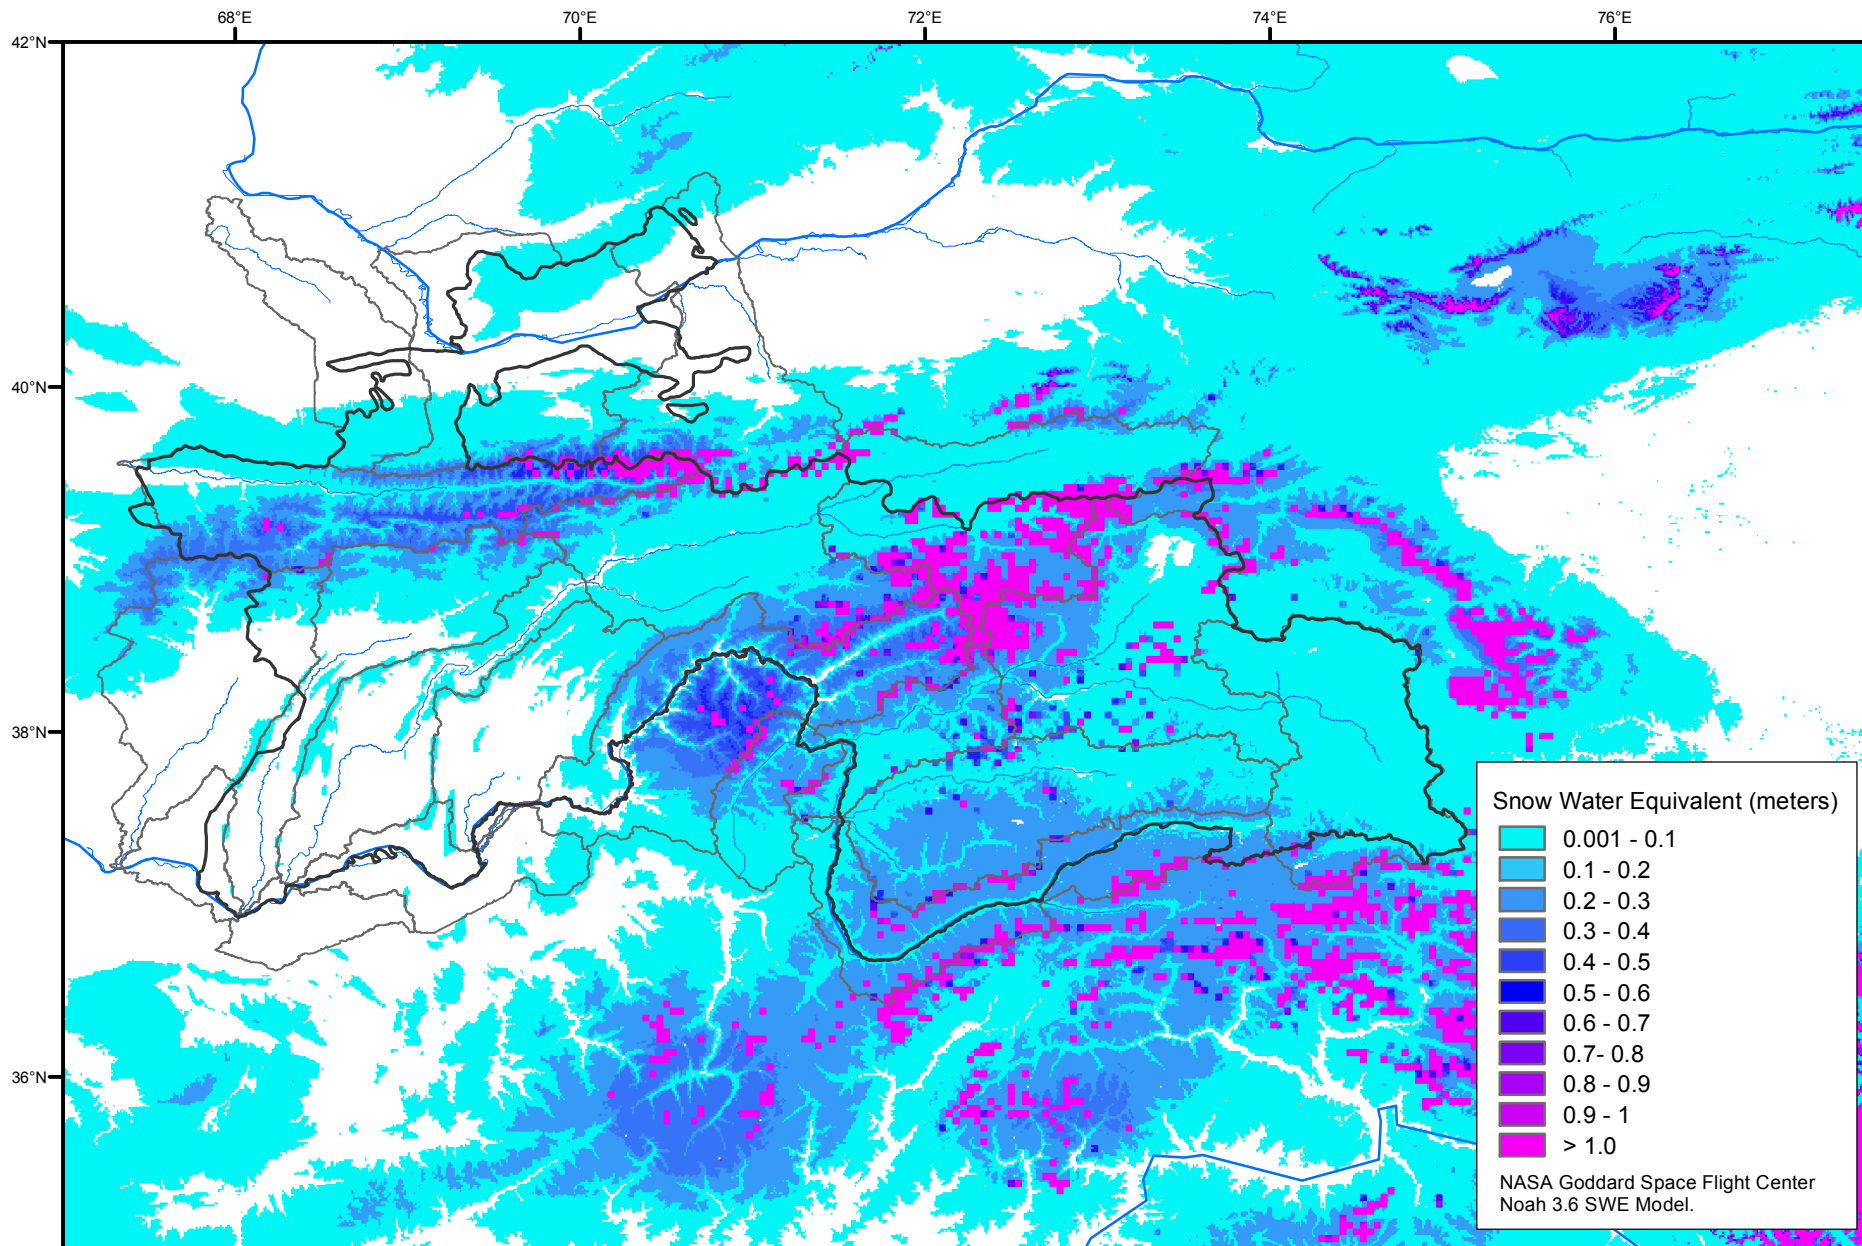 68°E
70°E
72°E
74°E
76°E
42°N
40°N
38°N
36°N
Snow Water Equivalent (meters)
0.001 - 0.1
0.1 - 0.2
0.2 - 0.3
0.3 - 0.4
0.4 - 0.5
0.5 - 0.6
0.6 - 0.7
0.7- 0.8
0.8 - 0.9
0.9 - 1
> 1.0
NASA Goddard Space Flight Center
Noah 3.6 SWE Model.